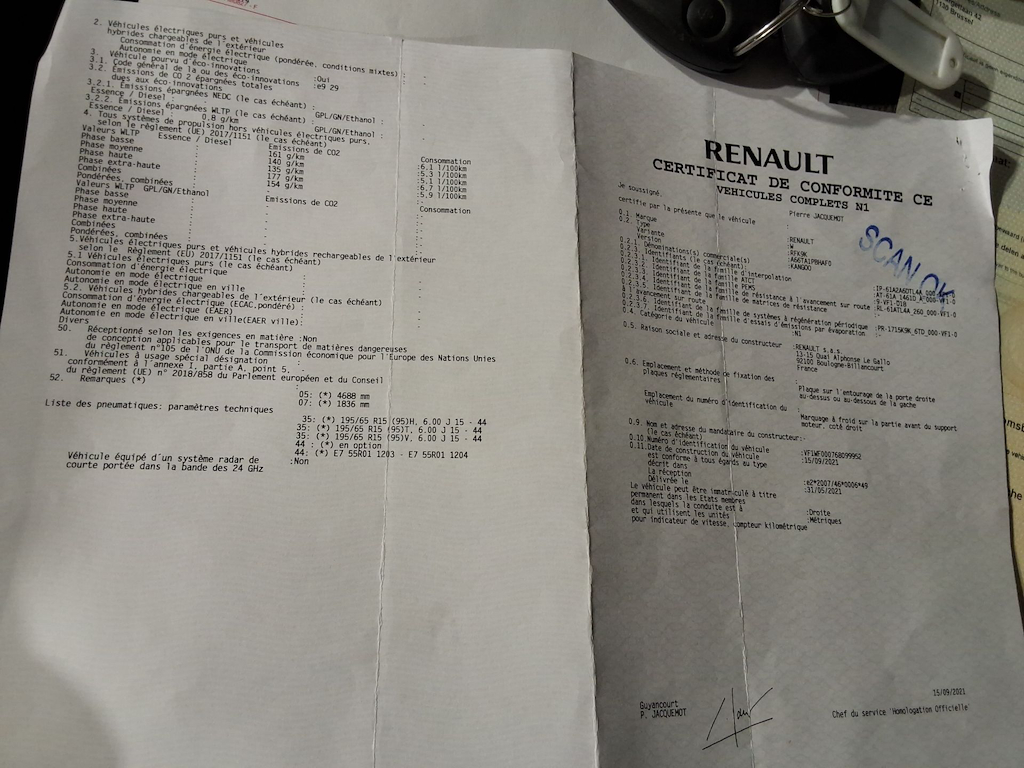 2. Véhicules électriques purs et véhicules
hybrides chargeables de l'extérieur
Consommation d'énergie électrique (pondérée, conditions mixtes) :
Autonomie en mode électrique
3. Véhicule pourvu d'éco-innovations :Oui
3.1. Code général de la ou des éco-innovations :e9 29
3.2. Émissions de CO 2 épargnées totales
dues aux éco-innovations
3.2.1. Émissions épargnées NEDC (le cas échéant) :
Essence / Diesel : GPL/GN/Ethanol :
3.2.2. Émissions épargnées WLTP (le cas échéant) :
Essence / Diesel : 0,8 g/km GPL/GN/Ethanol :
4. Tous systèmes de propulsion hors véhicules électriques purs,
selon le règlement (UE) 2017/1151 (le cas échéant)
Valeurs WLTP Essence / Diesel Emissions de CO2 Consommation
Phase basse : 161 g/km :6.1 l/100km
Phase moyenne : 140 g/km :5.3 l/100km
Phase haute : 135 g/km :5.1 l/100km
Phase extra-haute : 177 g/km :6.7 l/100km
Combinées : 154 g/km :5.9 l/100km
Pondérées, combinées
Valeurs WLTP GPL/GN/Ethanol Emissions de CO2 Consommation
Phase basse
Phase moyenne
Phase haute
Phase extra-haute
Combinées
Pondérées, combinées
5.Véhicules électriques purs et véhicules hybrides rechargeables de l'extérieur
selon le Règlement (EU) 2017/1151 (le cas échéant)
5.1 Véhicules électriques purs (le cas échéant)
Consommation d'énergie électrique
Autonomie en mode électrique
Autonomie en mode électrique en ville
5.2. Véhicules hybrides chargeables de l'extérieur (le cas échéant)
Consommation d'énergie électrique (ECAC,pondéré) :
Autonomie en mode électrique (EAER) :
Autonomie en mode électrique en ville(EAER ville):
Divers
50. Réceptionné selon les exigences en matière :Non
de conception applicables pour le transport de matières dangereuses
du règlement n°105 de l'ONU de la Commission économique pour l'Europe des Nations Unies
51. Véhicules à usage spécial désignation
conformément à l'annexe I, partie A, point 5, :-
du règlement (UE) n° 2018/858 du Parlement européen et du Conseil
52. Remarques (*) :
05: (*) 4688 mm
07: (*) 1836 mm
Liste des pneumatiques: paramètres techniques
35: (*) 195/65 R15 (95)H, 6.00 J 15 - 44
35: (*) 195/65 R15 (95)T, 6.00 J 15 - 44
35: (*) 195/65 R15 (95)V, 6.00 J 15 - 44
44 : (*) en option
44: (*) E7 55R01 1203 - E7 55R01 1204
Véhicule équipé d'un système radar de
courte portée dans la bande des 24 GHz :Non
RENAULT
CERTIFICAT DE CONFORMITE CE
VEHICULES COMPLETS N1
Je soussigné, Pierre JACQUEMOT
certifie par la présente que le véhicule :
0.1. Marque :RENAULT
0.2. Type :W
Variante :RFK9K
Version
0.2.1. Dénominations(s) commerciale(s) :KANGOO
SCAN OK
0.4. Catégorie du véhicule :N1
0.5. Raison sociale et adresse du constructeur :RENAULT s.a.s.
13-15 Quai Alphonse Le Gallo
92100 Boulogne-Billancourt
France
0.6. Emplacement et méthode de fixation des
plaques réglementaires :
Plaque sur l'entourage de la porte droite
au-dessus ou au-dessous de la gache
Emplacement du numéro d'identification du
véhicule :
Marquage à froid sur la partie avant du support
moteur, coté droit
0.9. Nom et adresse du mandataire du constructeur:-
(le cas échéant)
0.10.Numéro d'identification du véhicule :VF1WF000768099952
0.11.Date de construction du véhicule :15/09/2021
est conforme à tous égards au type
décrit dans
La réception :e2*2007/46*0006*49
Délivrée le :31/05/2021
Le véhicule peut être immatriculé à titre
permanent dans les Etats membres
dans lesquels la conduite est à :Droite
et qui utilisent les unités :Métriques
pour indicateur de vitesse, compteur kilométrique
Guyancourt
P. JACQUEMOT
15/09/2021
Chef du service 'Homologation Officielle'